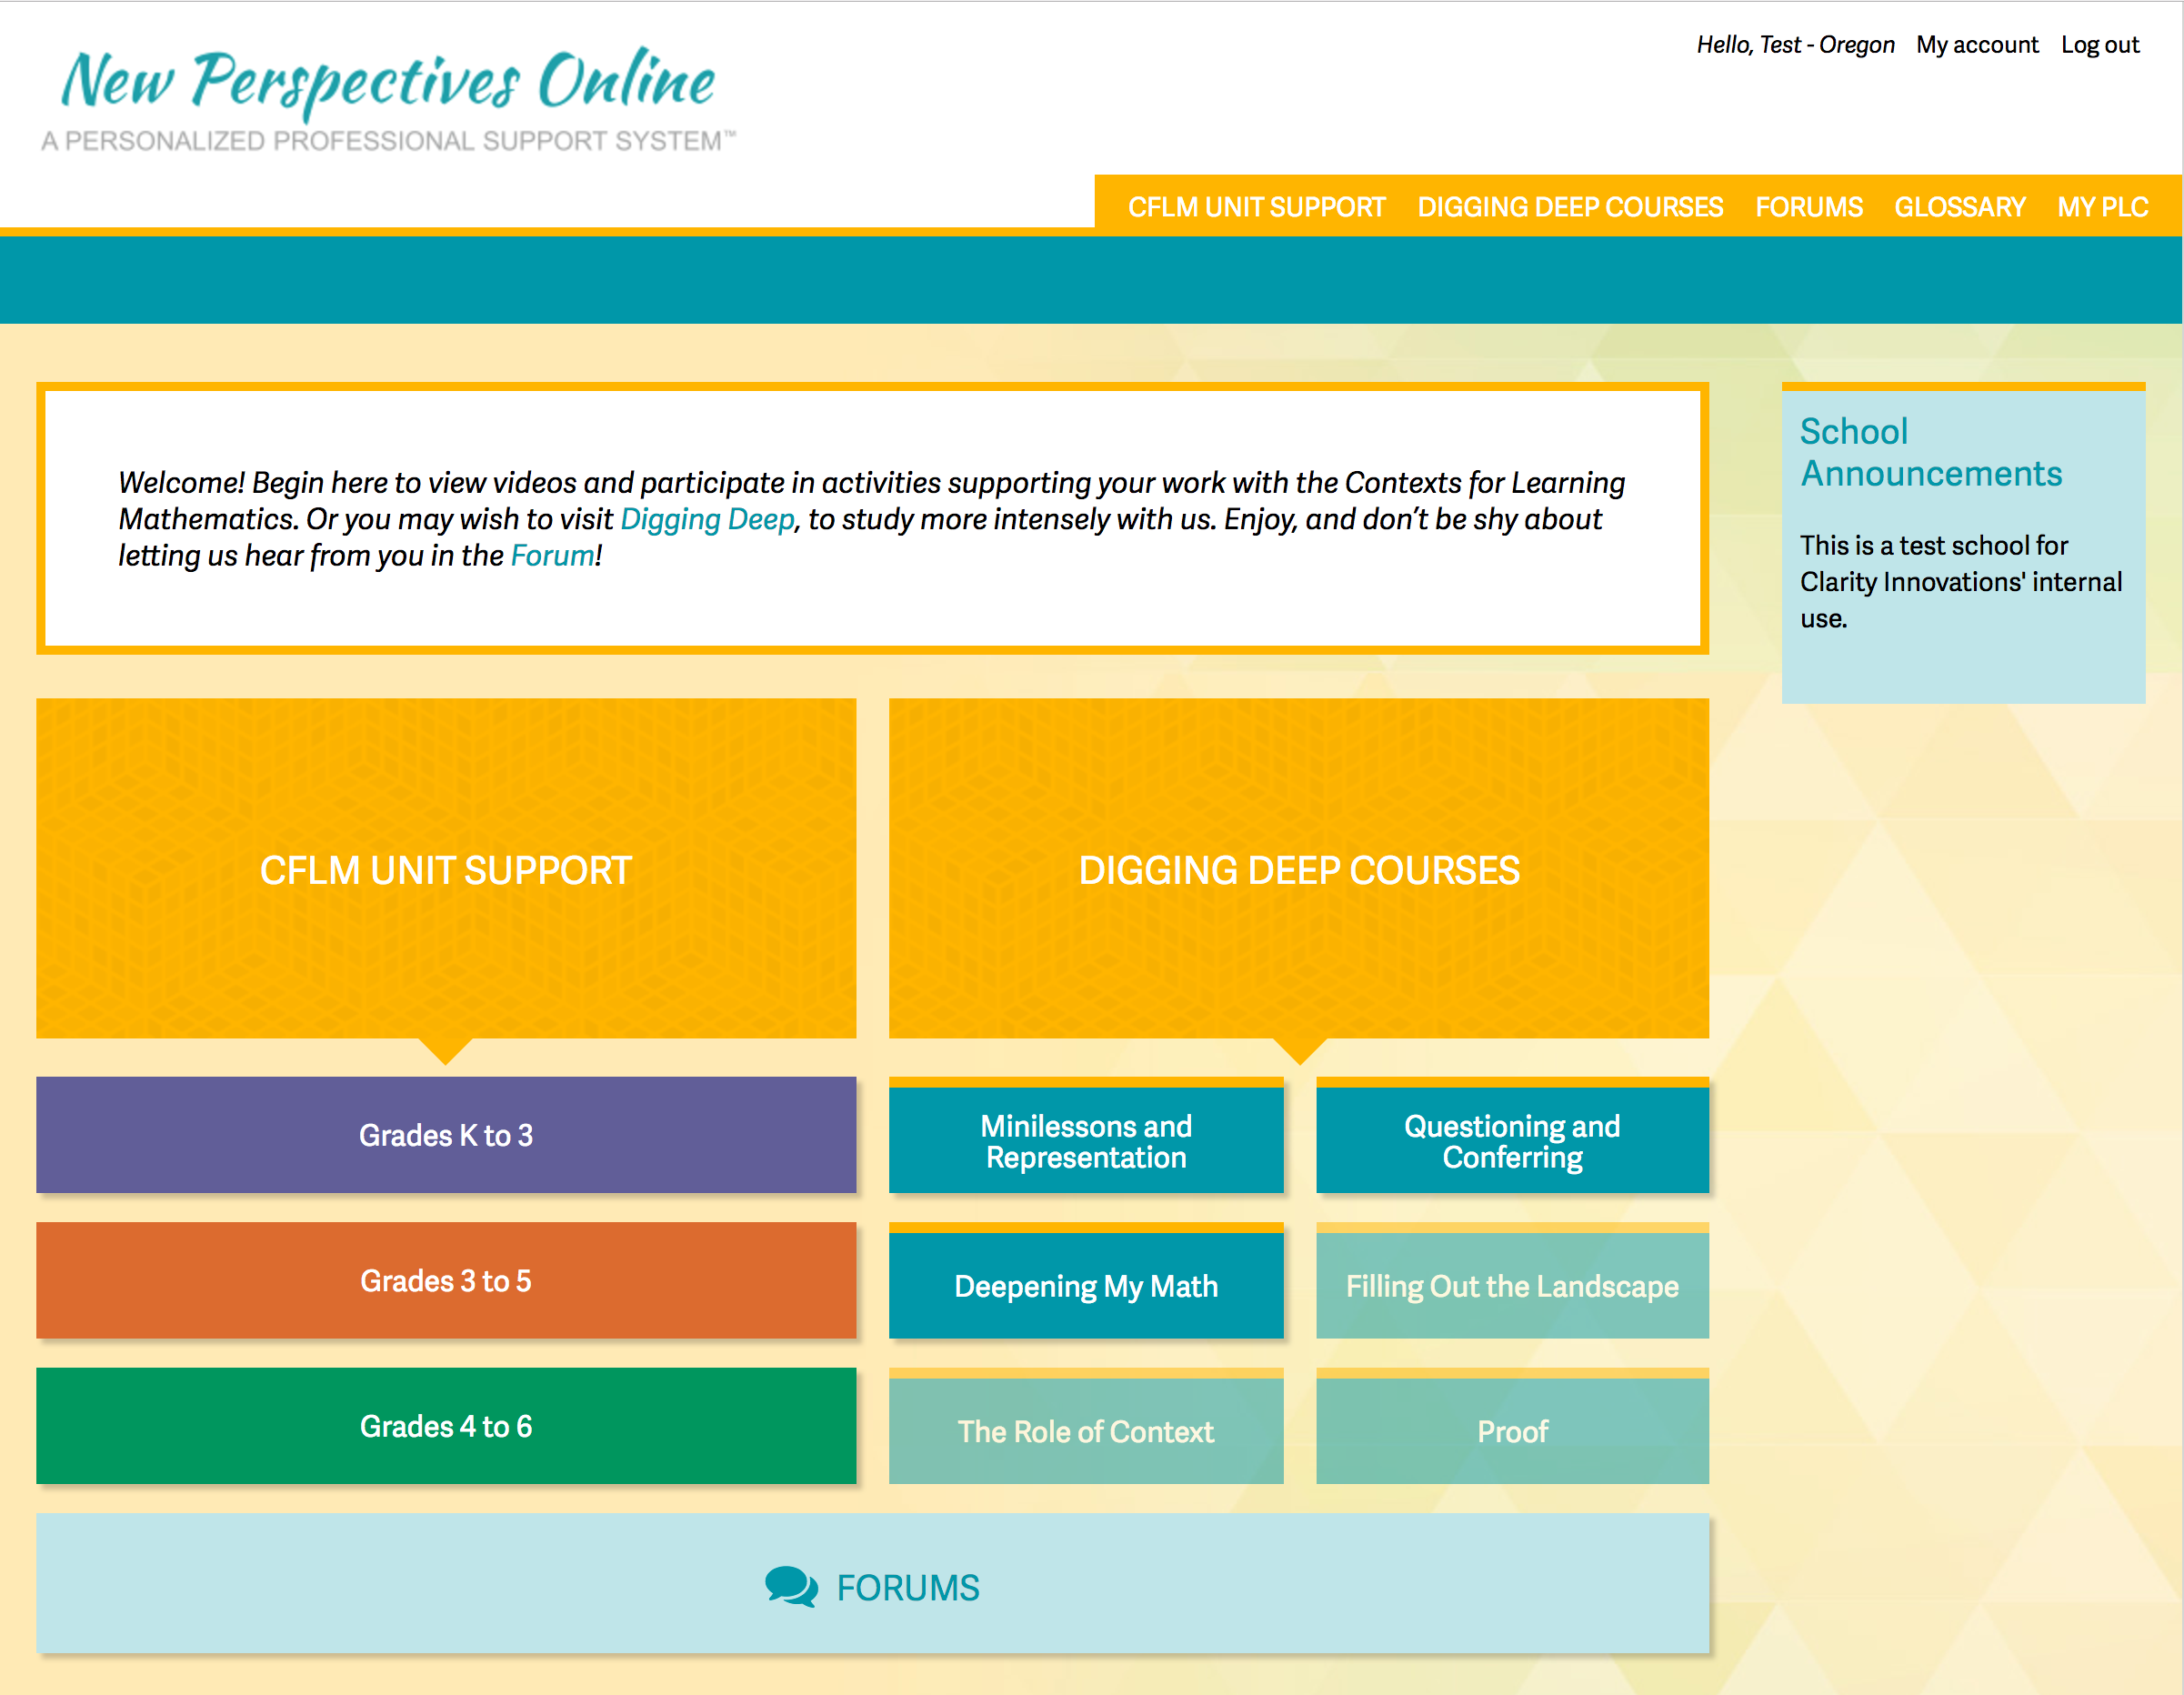 New Perspectives Online
A PERSONALIZED PROFESSIONAL SUPPORT SYSTEM™
Hello, Test - Oregon My account Log out
CFLM UNIT SUPPORT DIGGING DEEP COURSES FORUMS GLOSSARY MY PLC
Welcome! Begin here to view videos and participate in activities supporting your work with the Contexts for Learning
Mathematics. Or you may wish to visit Digging Deep, to study more intensely with us. Enjoy, and don’t be shy about
letting us hear from you in the Forum!
School
Announcements
This is a test school for
Clarity Innovations' internal
use.
CFLM UNIT SUPPORT
Grades K to 3
Grades 3 to 5
Grades 4 to 6
DIGGING DEEP COURSES
Minilessons and
Representation
Questioning and
Conferring
Deepening My Math
Filling Out the Landscape
The Role of Context
Proof
FORUMS